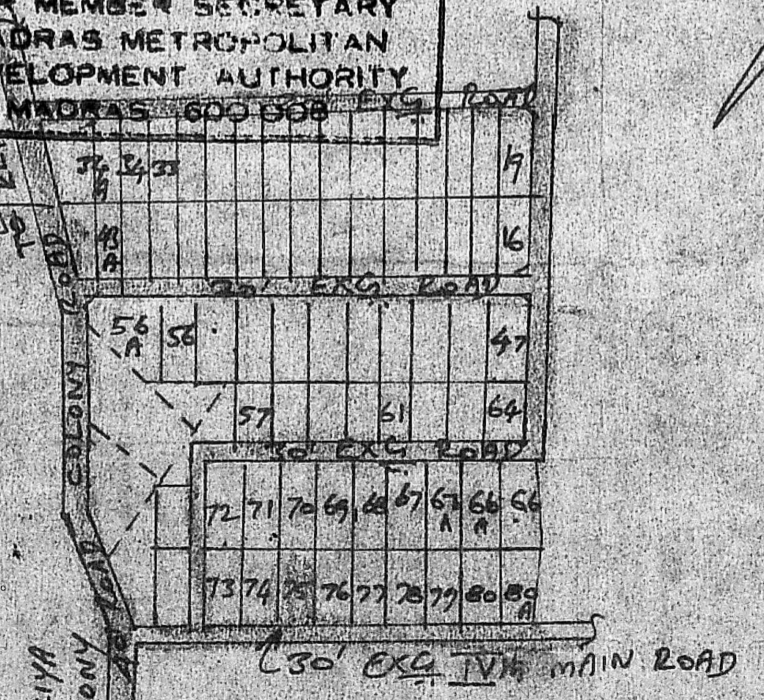 MEMBER SECRETARY
MADRAS METROPOLITAN
DEVELOPMENT AUTHORITY
MADRAS 600 008
EXG ROAD
34 33 19
43 A 16
ROAD
30' EXG ROAD
56 A 56 47
COLONY
57 61 64
30' EXG ROAD
72 71 70 69 68 67 67 A 66 A 66
ROAD
73 74 75 76 77 78 79 80 80 A
30' EXG IVth MAIN ROAD